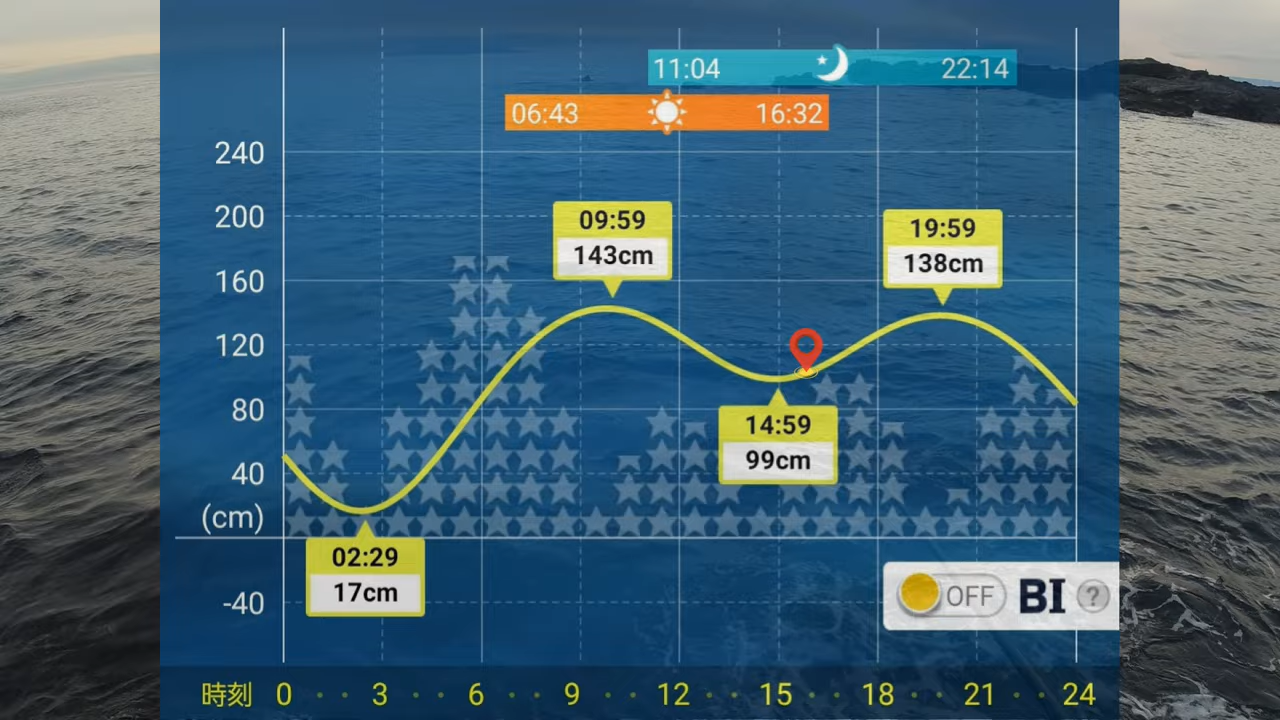 11:04 22:14
06:43 16:32
240
200
160
120
80
40
(cm)
-40
09:59
143cm
19:59
138cm
14:59
99cm
02:29
17cm
OFF BI ?
時刻 0 3 6 9 12 15 18 21 24